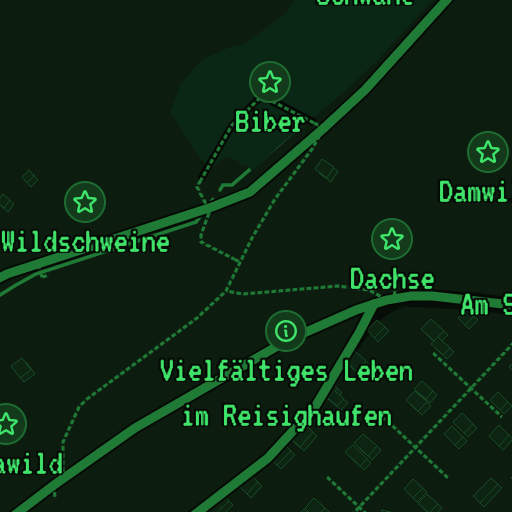 Biber
Damwi
Wildschweine
Dachse
Am S
Vielfältiges Leben
im Reisighaufen
awild